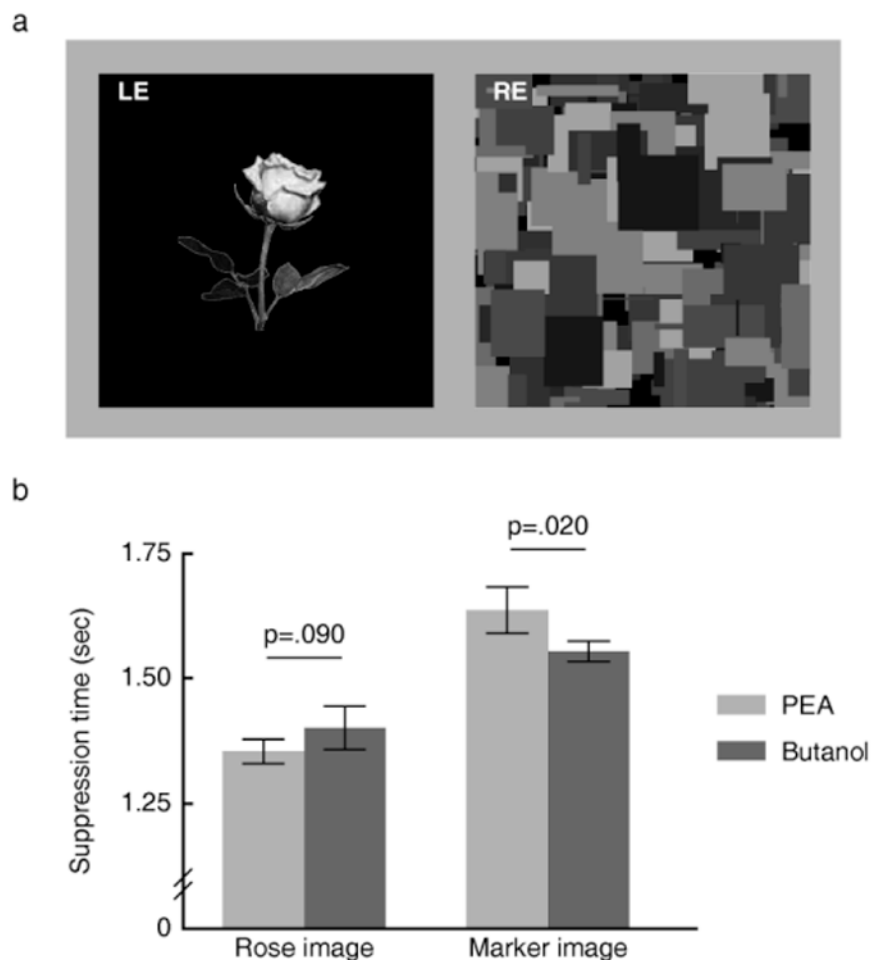 a
LE
RE
b
p=.020
1.75
p=.090
1.50
1.25
0
Suppression time (sec)
Rose image
Marker image
PEA
Butanol